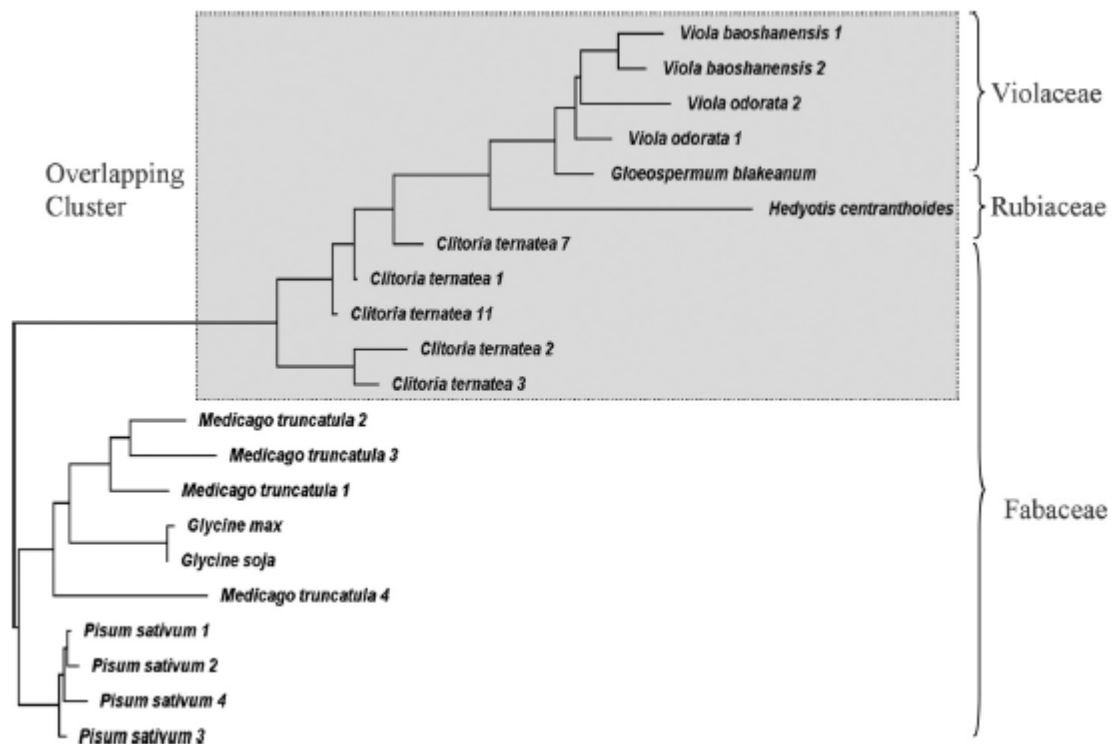 Viola baoshanensis 1
Viola baoshanensis 2
Viola odorata 2
Viola odorata 1
Gloeospermum blakeanum
Hedyotis centranthoides
Clitoria ternatea 7
Clitoria ternatea 1
Clitoria ternatea 11
Clitoria ternatea 2
Clitoria ternatea 3
Medicago truncatula 2
Medicago truncatula 3
Medicago truncatula 1
Glycine max
Glycine soja
Medicago truncatula 4
Pisum sativum 1
Pisum sativum 2
Pisum sativum 4
Pisum sativum 3
Overlapping
Cluster
Violaceae
Rubiaceae
Fabaceae